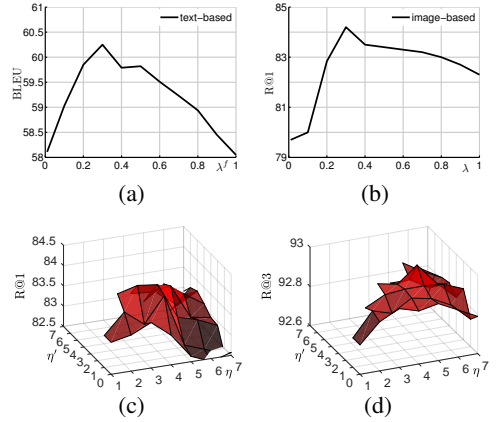 61
60.5
60
59.5
59
58.5
58
BLEU
text-based
0 0.2 0.4 0.6 0.8 1
λ^f
(a)
85
83
81
79
R@1
image-based
0 0.2 0.4 0.6 0.8 1
λ
(b)
84.5
84
83.5
83
82.5
R@1
7
6
5
4
3
2
1
0
η′
1 2 3 4 5 6 7
η
(c)
93
92.8
92.6
R@3
7
6
5
4
3
2
1
0
η′
1 2 3 4 5 6 7
η
(d)